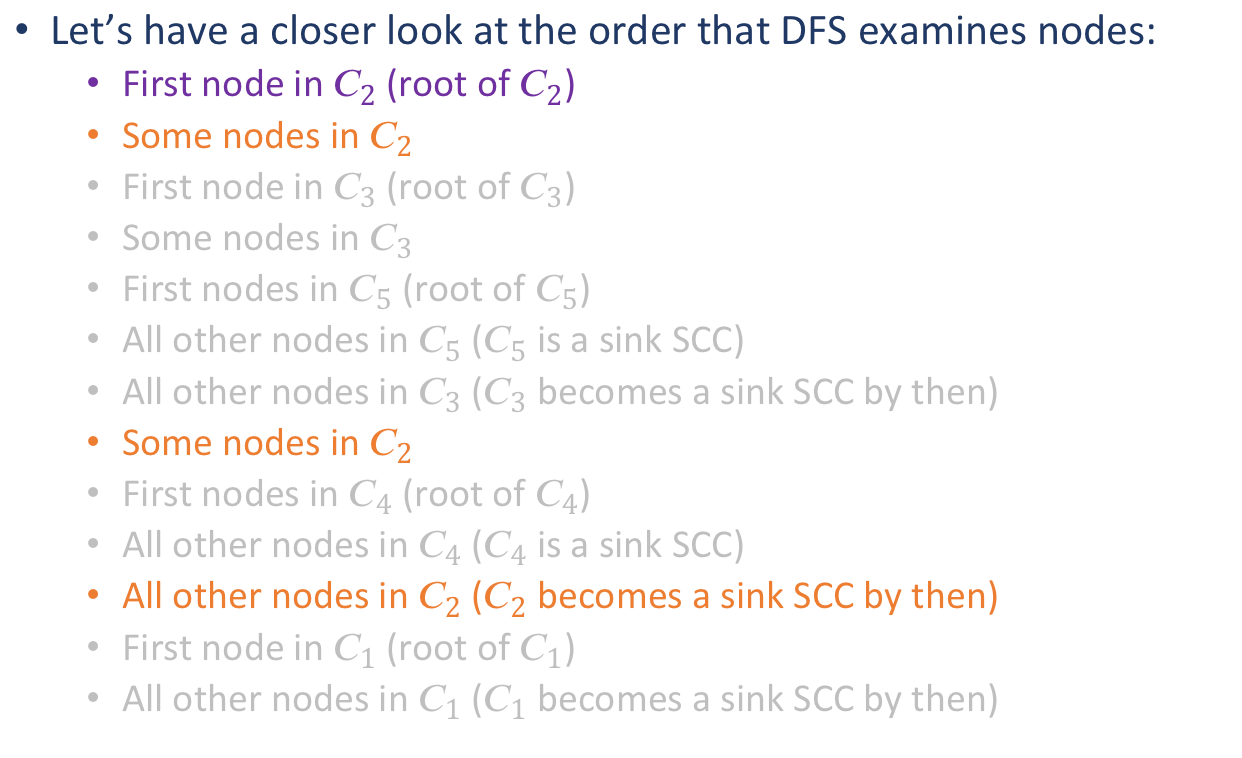 • Let's have a closer look at the order that DFS examines nodes:
• First node in C₂ (root of C₂)
• Some nodes in C₂
• First node in C₃ (root of C₃)
• Some nodes in C₃
• First nodes in C₅ (root of C₅)
• All other nodes in C₅ (C₅ is a sink SCC)
• All other nodes in C₃ (C₃ becomes a sink SCC by then)
• Some nodes in C₂
• First nodes in C₄ (root of C₄)
• All other nodes in C₄ (C₄ is a sink SCC)
• All other nodes in C₂ (C₂ becomes a sink SCC by then)
• First node in C₁ (root of C₁)
• All other nodes in C₁ (C₁ becomes a sink SCC by then)